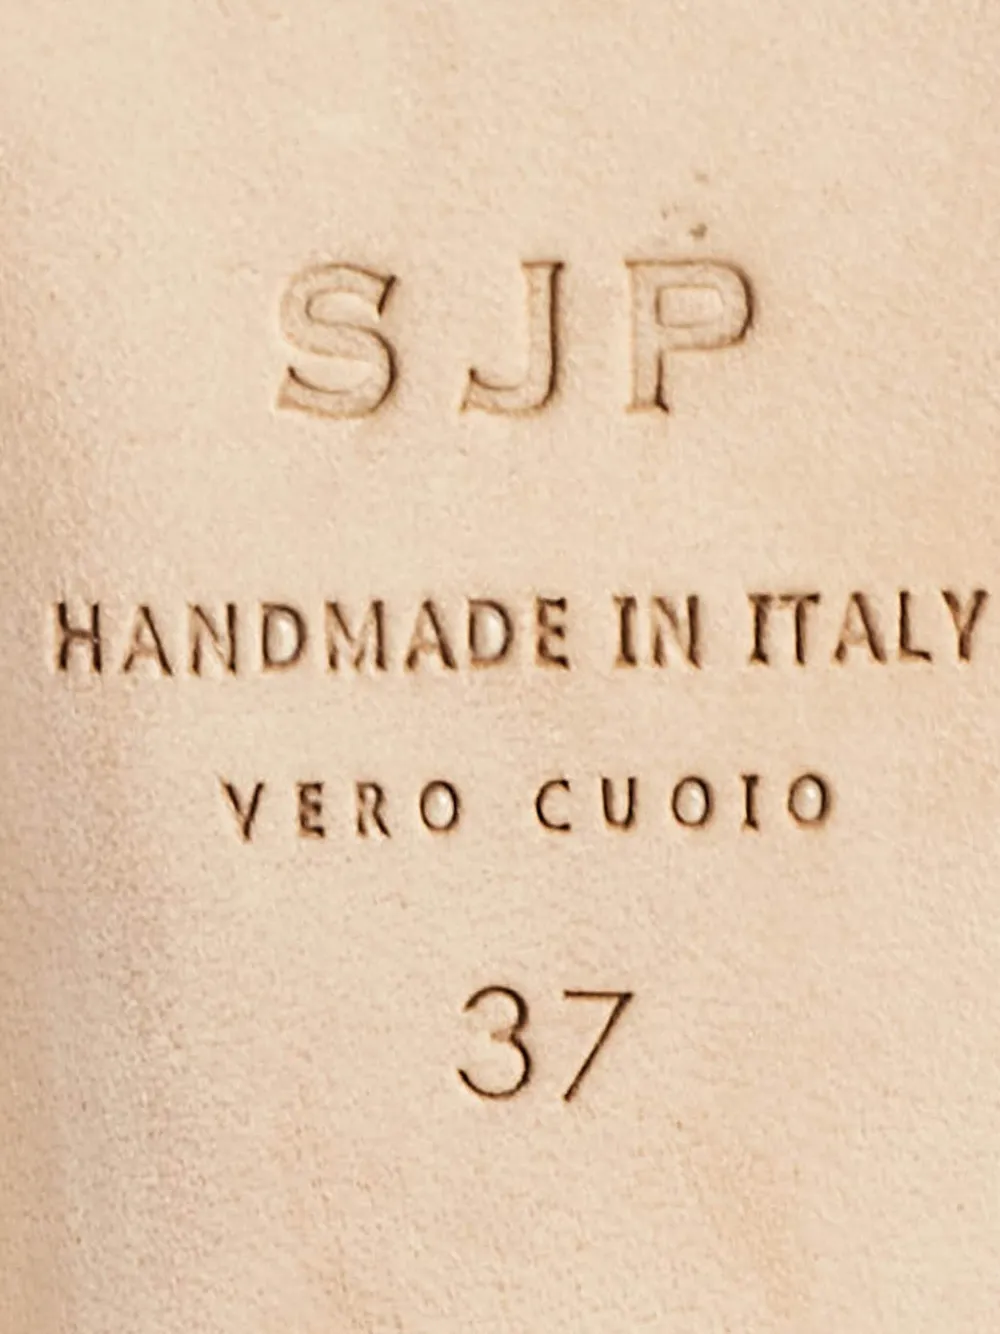 SJP
HANDMADE IN ITALY
VERO CUOIO
37